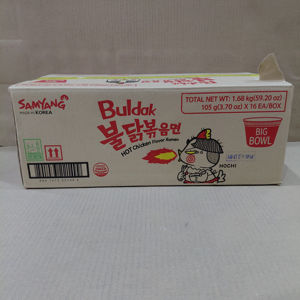 SAMYANG
MADE IN KOREA
Buldak
불닭볶음면
HOT Chicken Flavor Ramen
TOTAL NET WT: 1.68 kg(59.20 oz)
105 g(3.70 oz) X 16 EA/BOX
BIG
BOWL
HOCHI